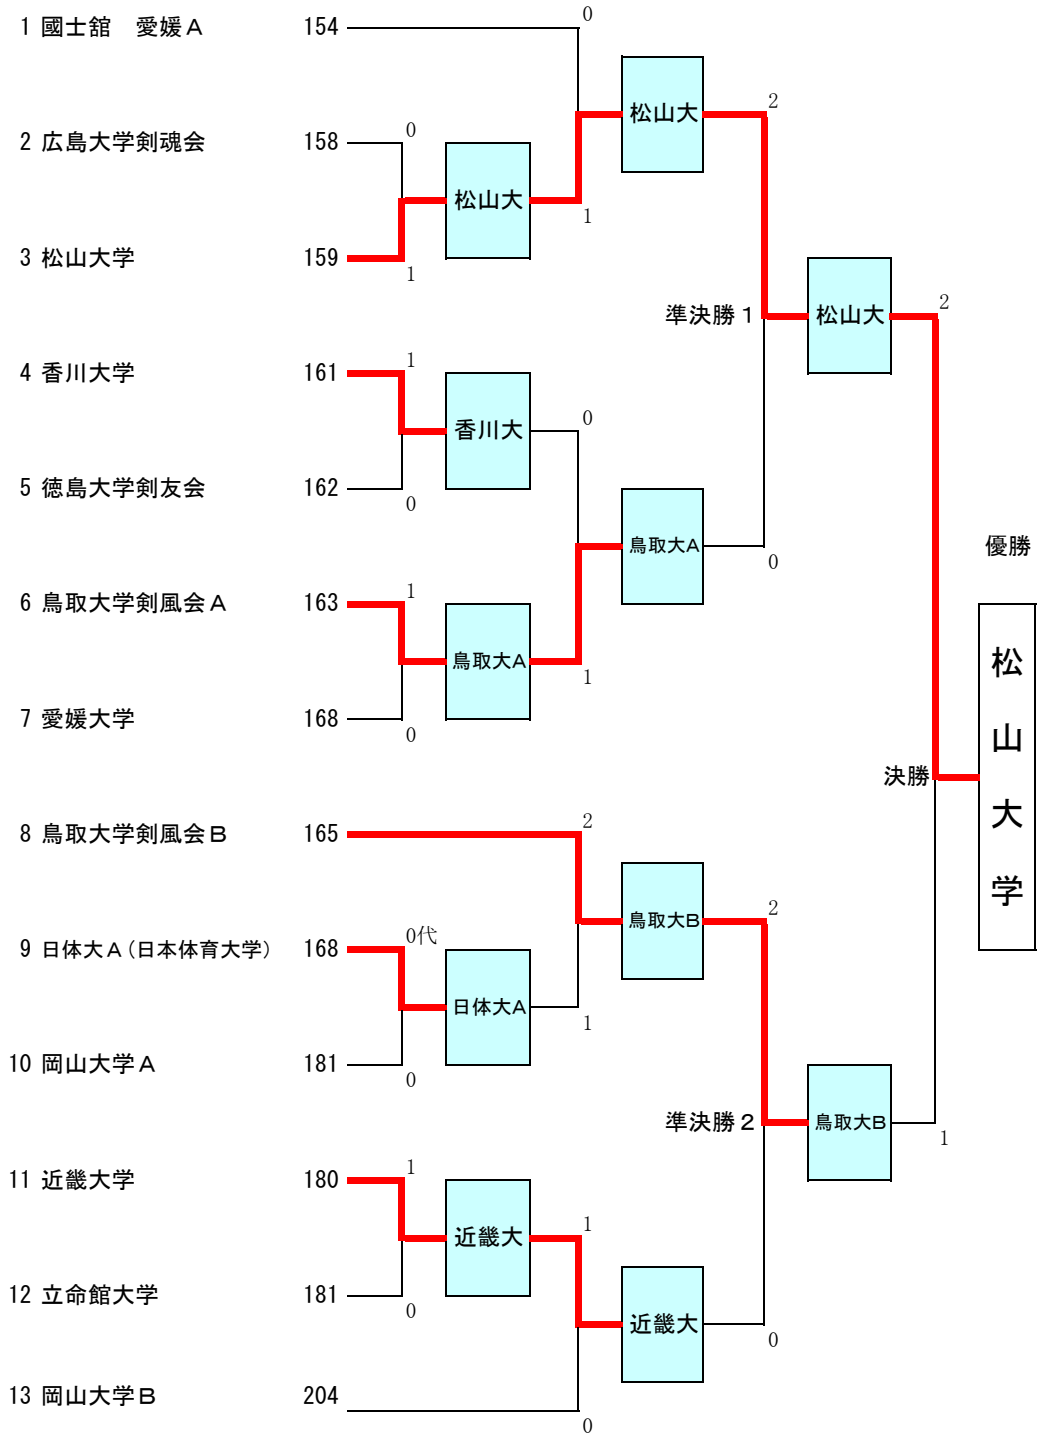 1 國士舘　愛媛Ａ 154
0
松山大
2
2 広島大学剣魂会 158
0
松山大
1
3 松山大学 159
1
準決勝１
松山大
2
4 香川大学 161
1
香川大
0
5 徳島大学剣友会 162
0
鳥取大Ａ
0
優勝
6 鳥取大学剣風会Ａ 163
1
鳥取大Ａ
1
7 愛媛大学 168
0
松山大学
決勝
8 鳥取大学剣風会Ｂ 165
2
鳥取大Ｂ
2
9 日体大Ａ（日本体育大学） 168
0代
日体大Ａ
1
10 岡山大学Ａ 181
0
準決勝２
鳥取大Ｂ
1
11 近畿大学 180
1
近畿大
1
12 立命館大学 181
0
近畿大
0
13 岡山大学Ｂ 204
0